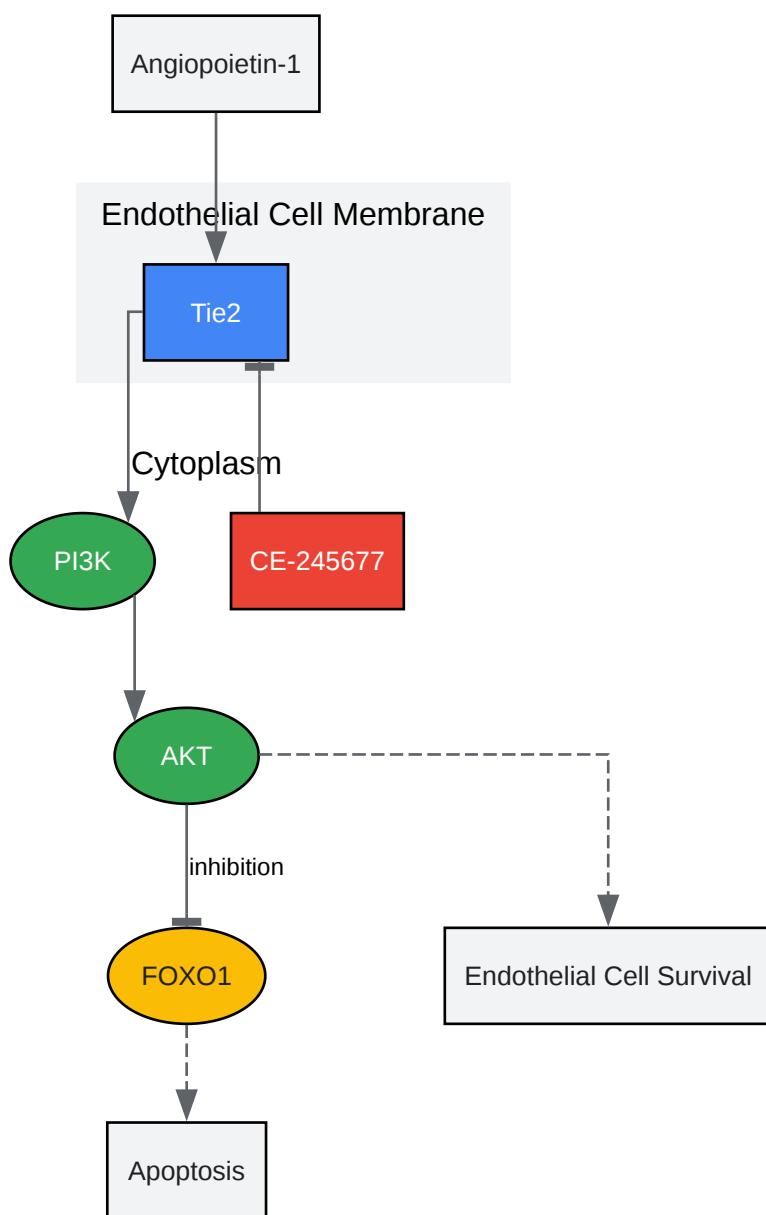 Angiopoietin-1
Endothelial Cell Membrane
Tie2
Cytoplasm
PI3K
CE-245677
AKT
inhibition
FOXO1
Endothelial Cell Survival
Apoptosis